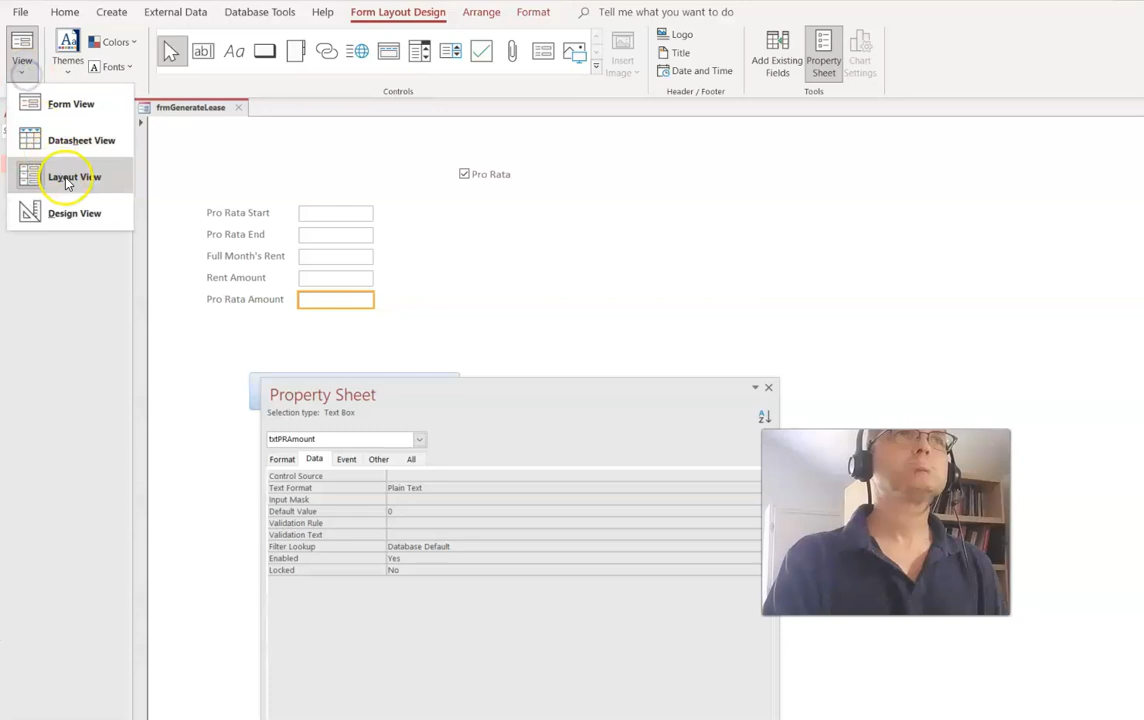 File Home Create External Data Database Tools Help Form Layout Design Arrange Format Tell me what you want to do
View
Themes
Colors
Fonts
Aa
ab|
Aa
Controls
Insert
Image
Logo
Title
Date and Time
Header / Footer
Add Existing
Fields
Property
Sheet
Chart
Settings
Tools
Form View
Datasheet View
Layout View
Design View
frmGenerateLease
Pro Rata
Pro Rata Start
Pro Rata End
Full Month's Rent
Rent Amount
Pro Rata Amount
Property Sheet
Selection type: Text Box
txtPRAmount
Format Data Event Other All
Control Source
Text Format Plain Text
Input Mask
Default Value 0
Validation Rule
Validation Text
Filter Lookup Database Default
Enabled Yes
Locked No